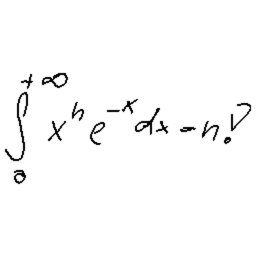 ∫₀^{+∞} xⁿ e^{-x} dx = n!